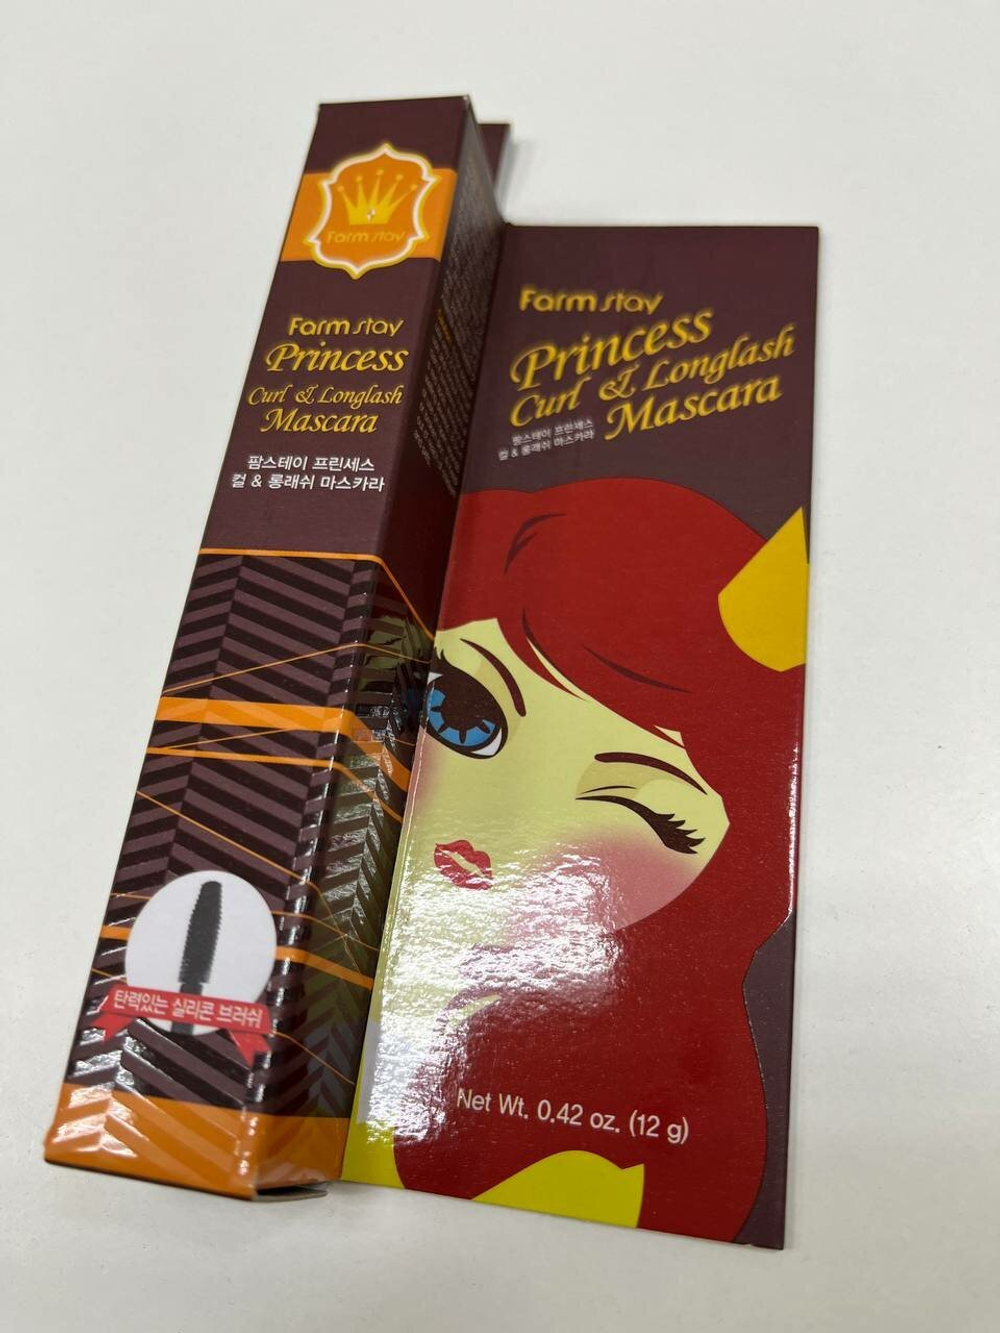 Farm stay
Farm stay
Princess
Curl & Longlash
Mascara
팜스테이 프린세스
컬 & 롱래쉬 마스카라
탄력있는 실리콘 브러쉬
Farm stay
Princess
Curl & Longlash
Mascara
팜스테이 프린세스
컬 & 롱래쉬 마스카라
Net Wt. 0.42 oz. (12 g)